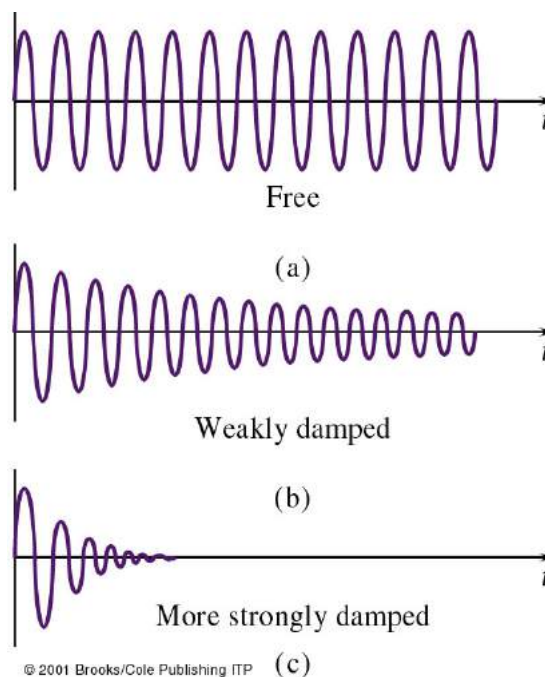 t
Free
(a)
t
Weakly damped
(b)
t
More strongly damped
(c)
© 2001 Brooks/Cole Publishing ITP